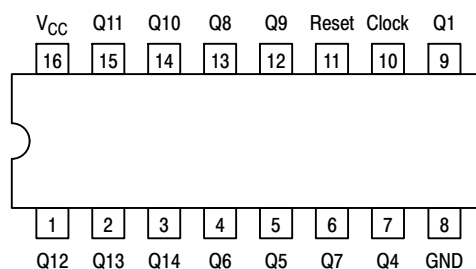 V_CC Q11 Q10 Q8 Q9 Reset Clock Q1
16 15 14 13 12 11 10 9
1 2 3 4 5 6 7 8
Q12 Q13 Q14 Q6 Q5 Q7 Q4 GND